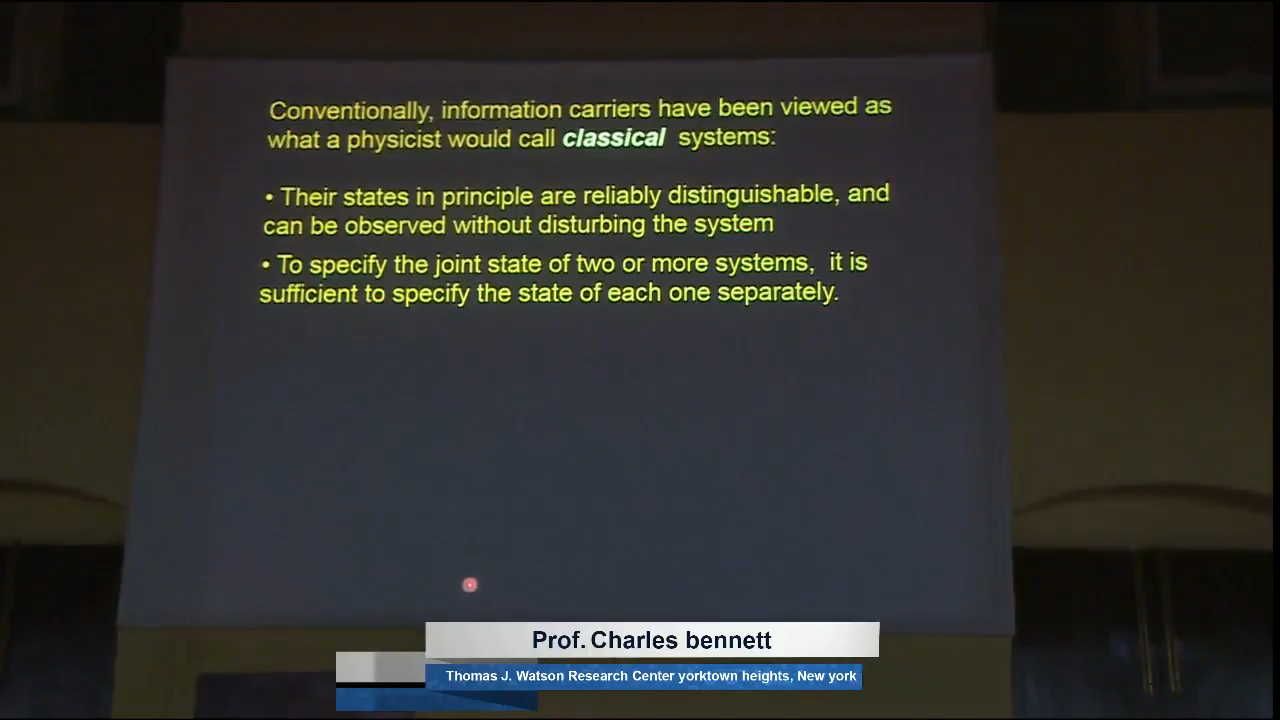 Conventionally, information carriers have been viewed as
what a physicist would call classical systems:
• Their states in principle are reliably distinguishable, and
can be observed without disturbing the system
• To specify the joint state of two or more systems, it is
sufficient to specify the state of each one separately.
Prof. Charles bennett
Thomas J. Watson Research Center yorktown heights, New york